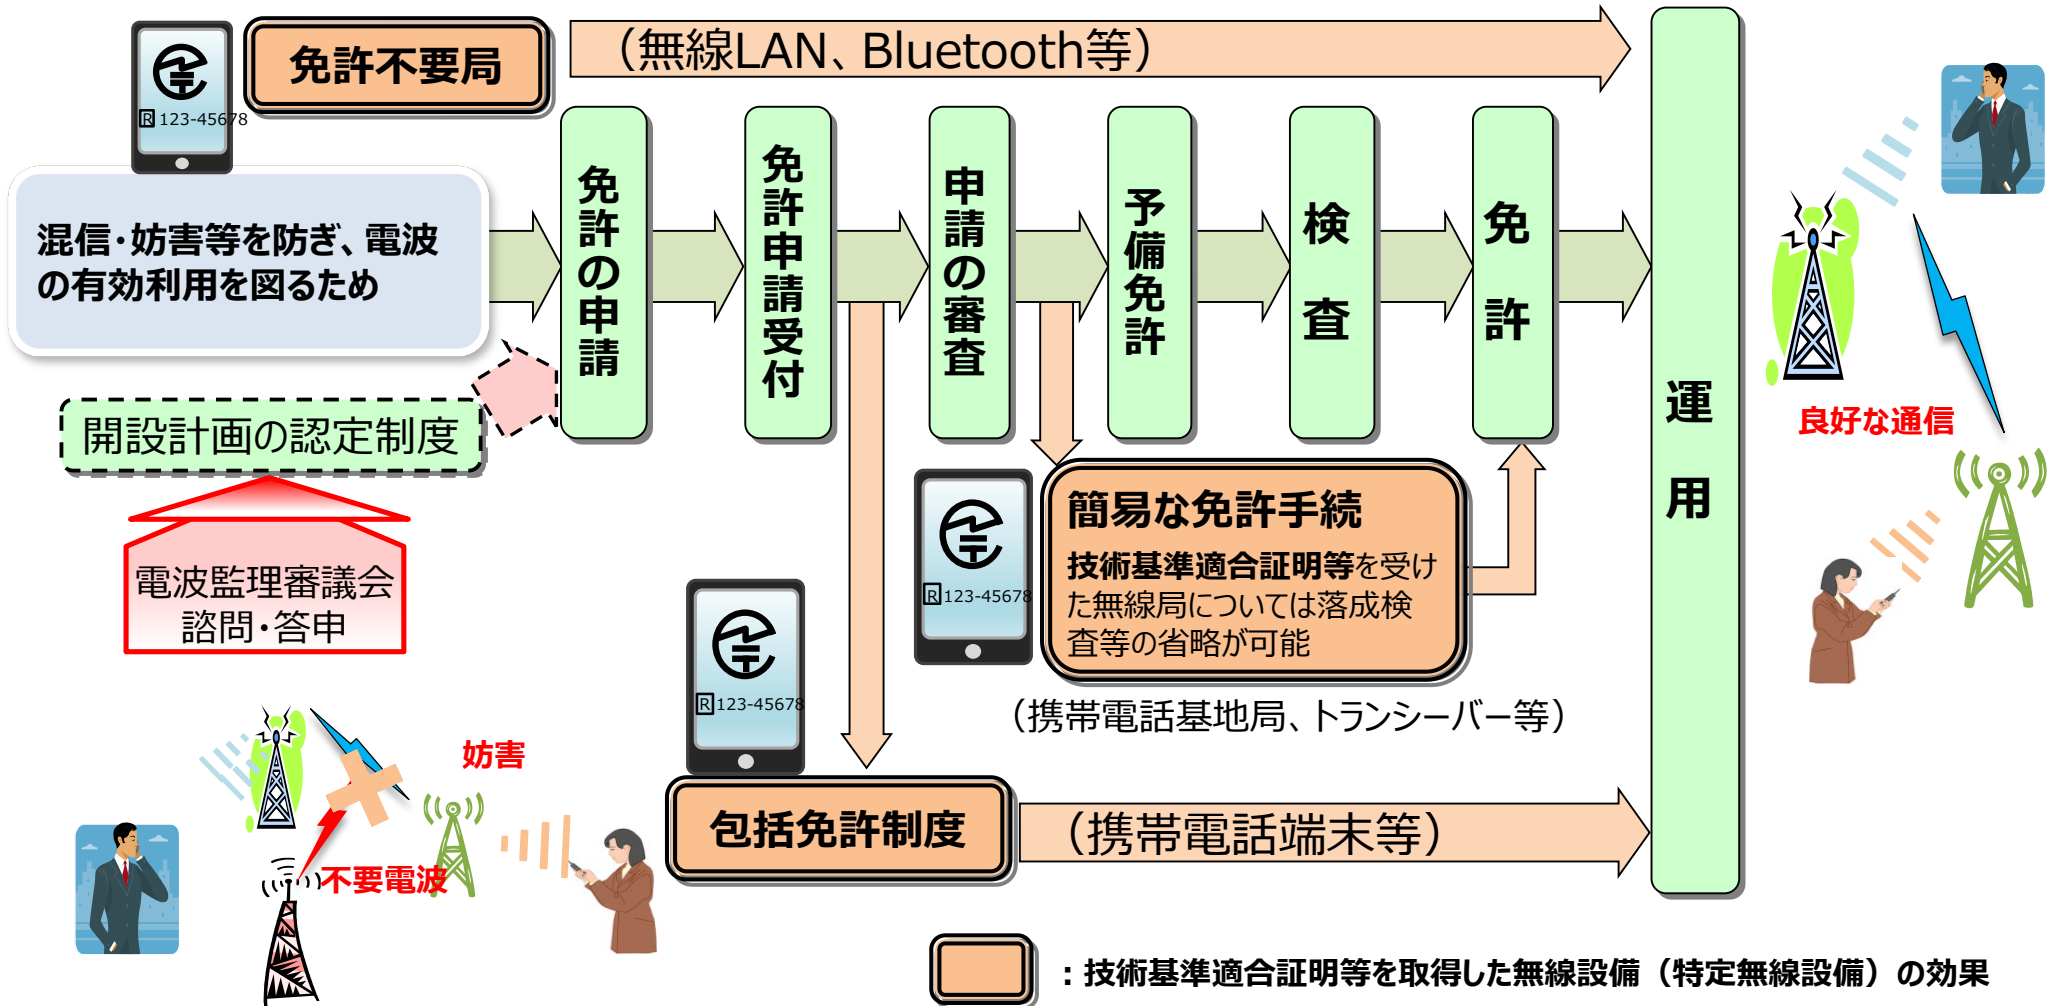 免許不要局
（無線LAN、Bluetooth等）
R 123-45678
混信・妨害等を防ぎ、電波
の有効利用を図るため
免許の申請
免許申請受付
申請の審査
予備免許
検査
免許
運用
良好な通信
開設計画の認定制度
電波監理審議会
諮問・答申
R 123-45678
簡易な免許手続
技術基準適合証明等を受け
た無線局については落成検
査等の省略が可能
（携帯電話基地局、トランシーバー等）
R 123-45678
包括免許制度
（携帯電話端末等）
妨害
不要電波
：技術基準適合証明等を取得した無線設備（特定無線設備）の効果